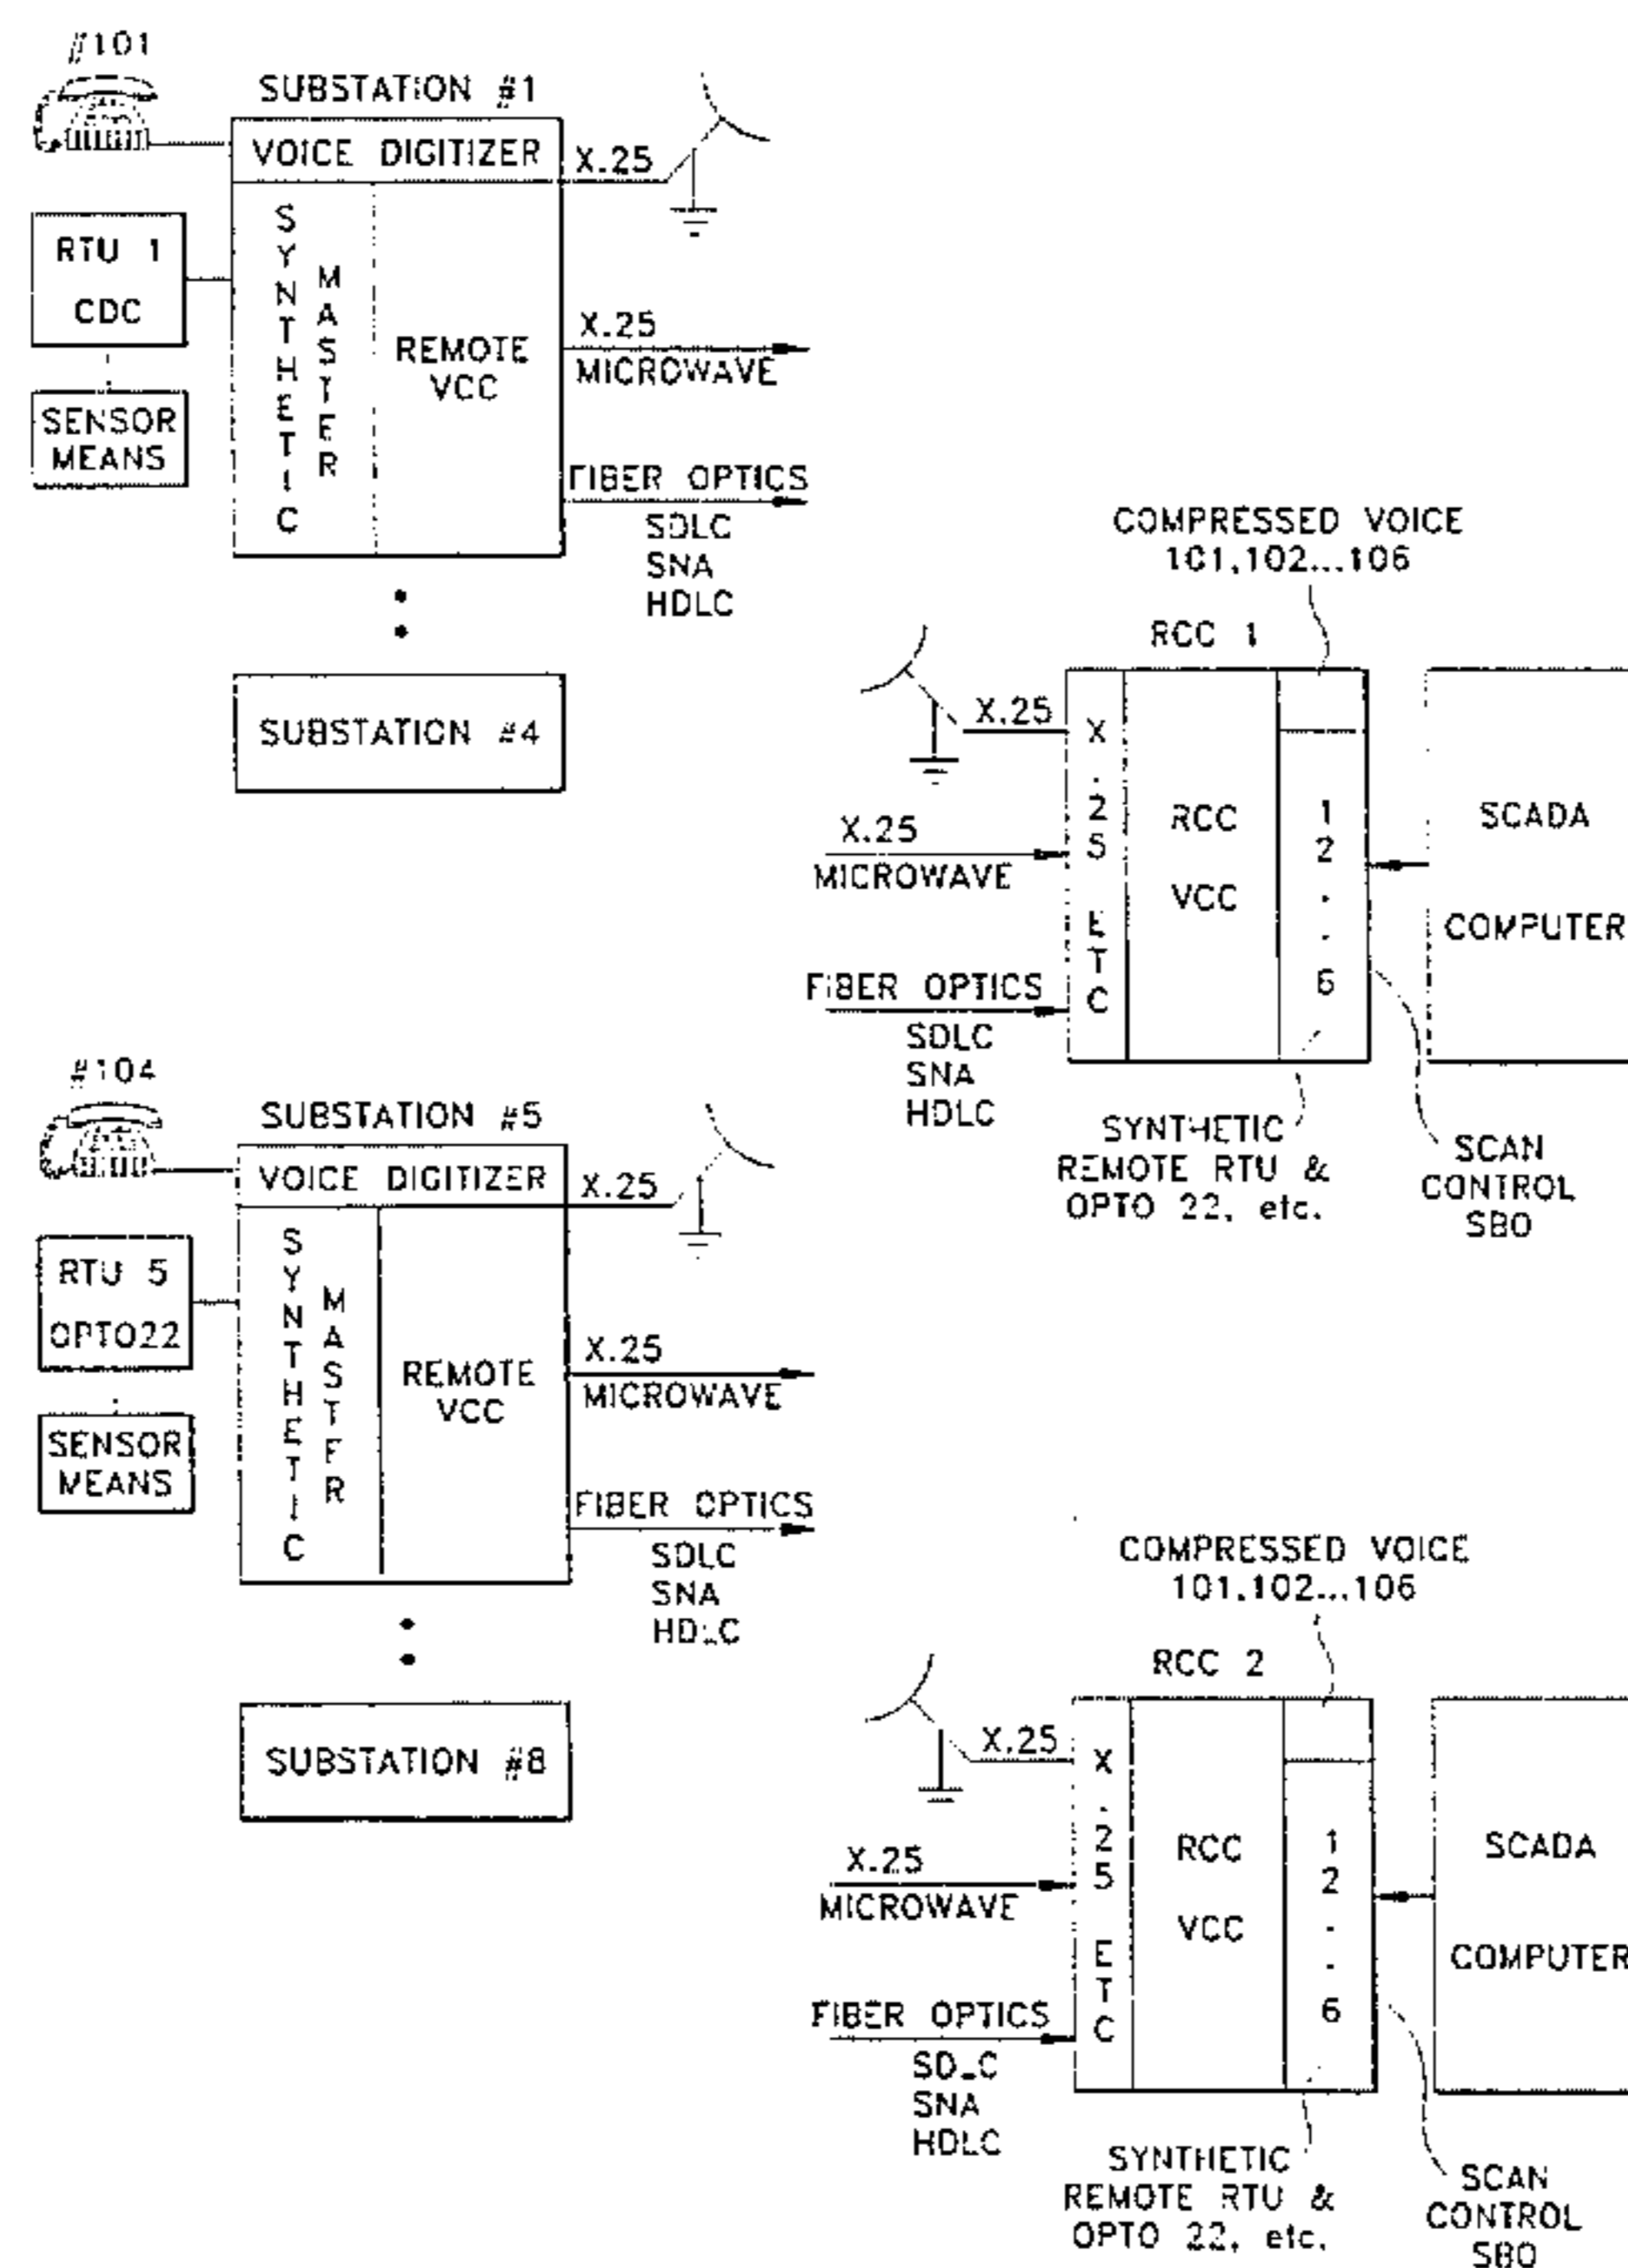 #101
SUBSTATION #1
VOICE DIGITIZER
X.25
SYNTHETIC
MASTER
RTU 1
CDC
REMOTE
VCC
X.25
MICROWAVE
SENSOR
MEANS
FIBER OPTICS
SDLC
SNA
HDLC
SUBSTATION #4
COMPRESSED VOICE
101,102...106
RCC 1
X.25
X.25 ETC
RCC
VCC
1
2
.
.
6
SCADA
COMPUTER
X.25
MICROWAVE
FIBER OPTICS
SDLC
SNA
HDLC
SYNTHETIC
REMOTE RTU &
OPTO 22, etc.
SCAN
CONTROL
SBO
#104
SUBSTATION #5
VOICE DIGITIZER
X.25
SYNTHETIC
MASTER
RTU 5
OPTO22
REMOTE
VCC
X.25
MICROWAVE
SENSOR
MEANS
FIBER OPTICS
SDLC
SNA
HDLC
SUBSTATION #8
COMPRESSED VOICE
101,102...106
RCC 2
X.25
X.25 ETC
RCC
VCC
1
2
.
.
6
SCADA
COMPUTER
X.25
MICROWAVE
FIBER OPTICS
SDLC
SNA
HDLC
SYNTHETIC
REMOTE RTU &
OPTO 22, etc.
SCAN
CONTROL
SBO